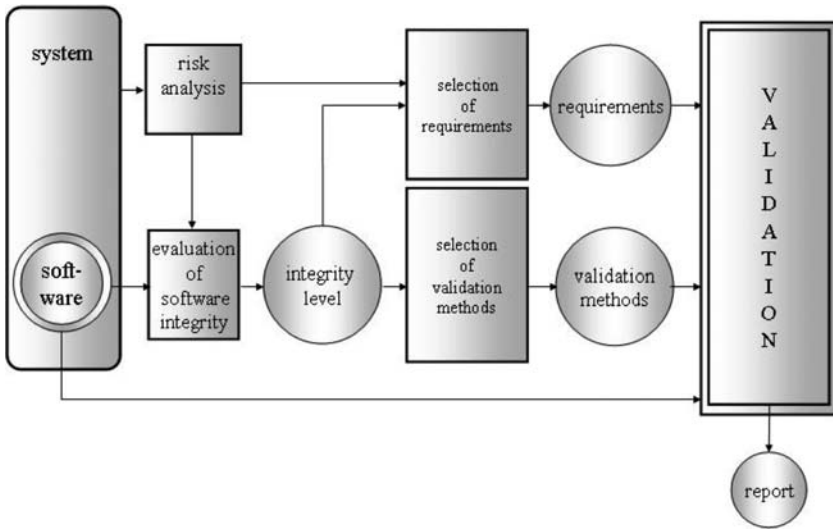 system
risk
analysis
selection
of
requirements
requirements
V
A
L
I
D
A
T
I
O
N
soft-
ware
evaluation
of
software
integrity
integrity
level
selection
of
validation
methods
validation
methods
report